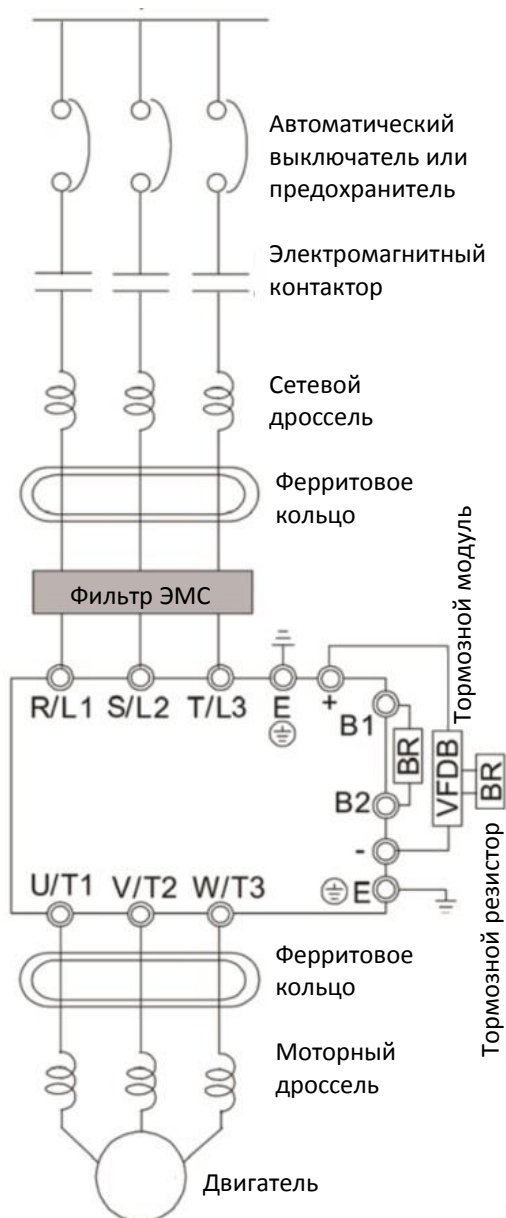 Автоматический
выключатель или
предохранитель
Электромагнитный
контактор
Сетевой
дроссель
Ферритовое
кольцо
Фильтр ЭМС
Тормозной модуль
R/L1 S/L2 T/L3 E +
B1
BR
VFDB
BR
B2
-
E
Тормозной резистор
U/T1 V/T2 W/T3
Ферритовое
кольцо
Моторный
дроссель
Двигатель